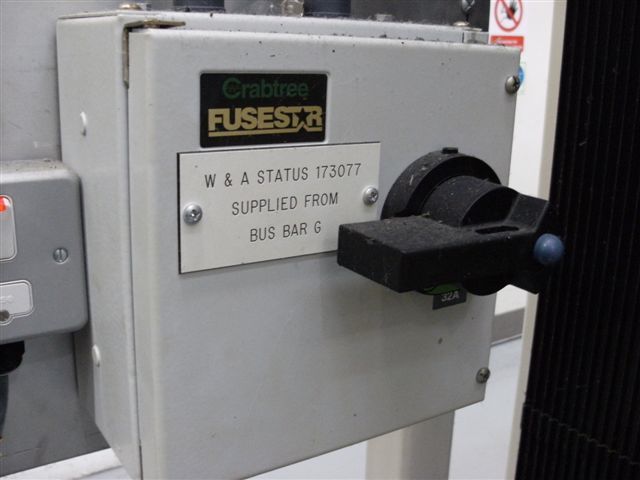 Crabtree
FUSESTAR
W & A STATUS 173077
SUPPLIED FROM
BUS BAR G
32A